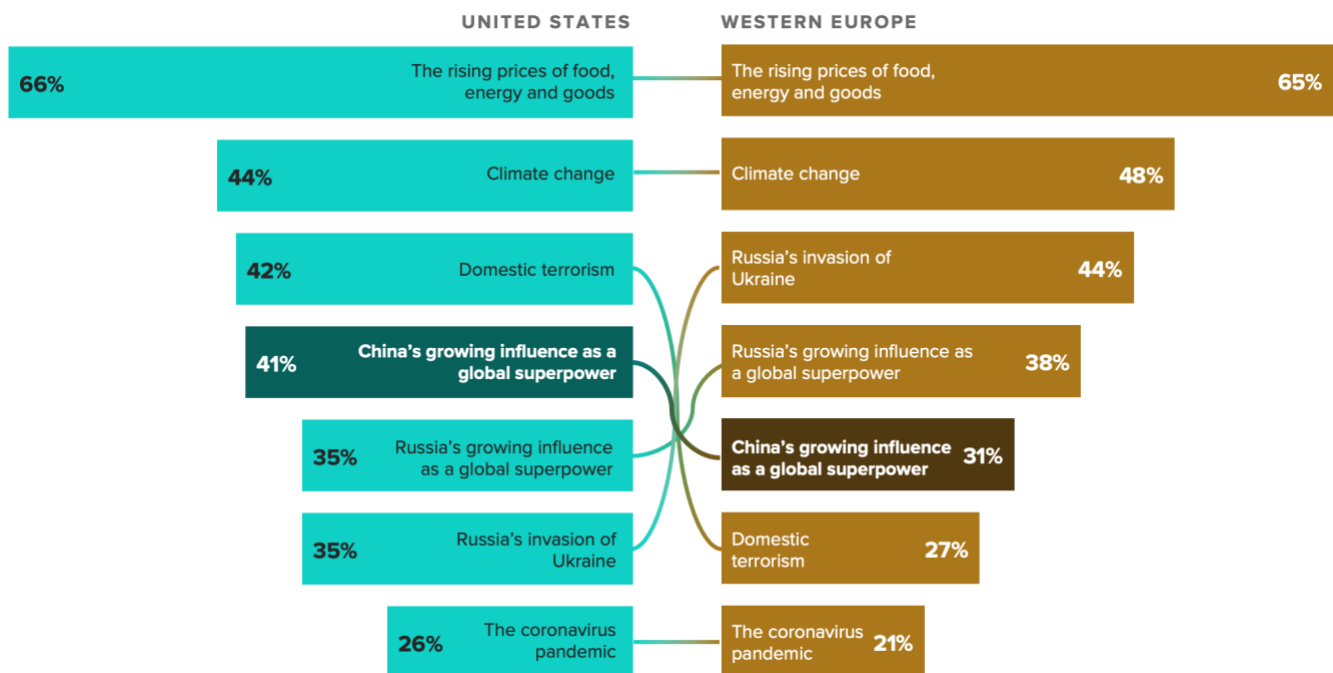 UNITED STATES
WESTERN EUROPE
66%
The rising prices of food,
energy and goods
The rising prices of food,
energy and goods
65%
44%
Climate change
Climate change
48%
42%
Domestic terrorism
Russia’s invasion of
Ukraine
44%
41%
China’s growing influence as a
global superpower
Russia’s growing influence as
a global superpower
38%
35%
Russia’s growing influence
as a global superpower
China’s growing influence
as a global superpower
31%
35%
Russia’s invasion of
Ukraine
Domestic
terrorism
27%
26%
The coronavirus
pandemic
The coronavirus
pandemic
21%